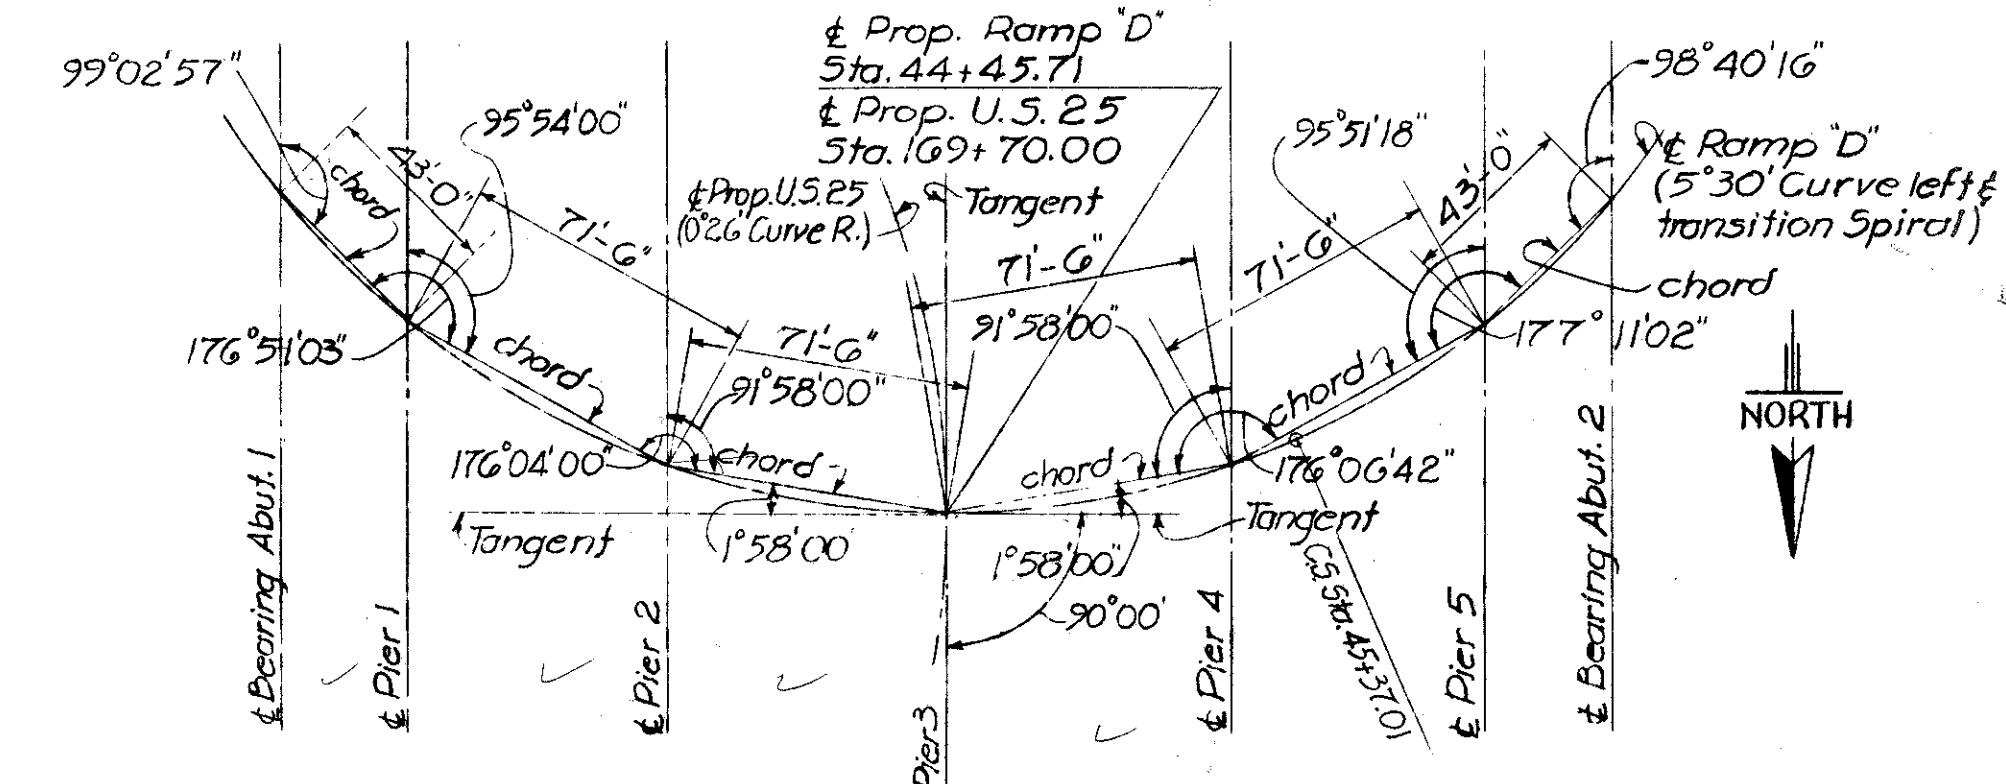 ℄ Prop. Ramp "D"
Sta. 44+45.71
℄ Prop. U.S. 25
Sta. 169+70.00
99°02'57"
95°54'00"
43'-0"
chord
71'-6"
℄ Prop. U.S. 25
(0°26' Curve R.)
Tangent
71'-6"
95°51'18"
43'-0"
71'-6"
98°40'16"
℄ Ramp "D"
(5°30' Curve left &
transition Spiral)
chord
176°51'03"
chord
71'-6"
91°58'00"
91°58'00"
chord
177°11'02"
NORTH
176°04'00"
chord
chord
176°06'42"
Tangent
1°58'00
1°58'00"
Tangent
90°00'
C.S. Sta. 45+37.01
℄ Bearing Abut. 1
℄ Pier 1
℄ Pier 2
Pier 3
℄ Pier 4
℄ Pier 5
℄ Bearing Abut. 2